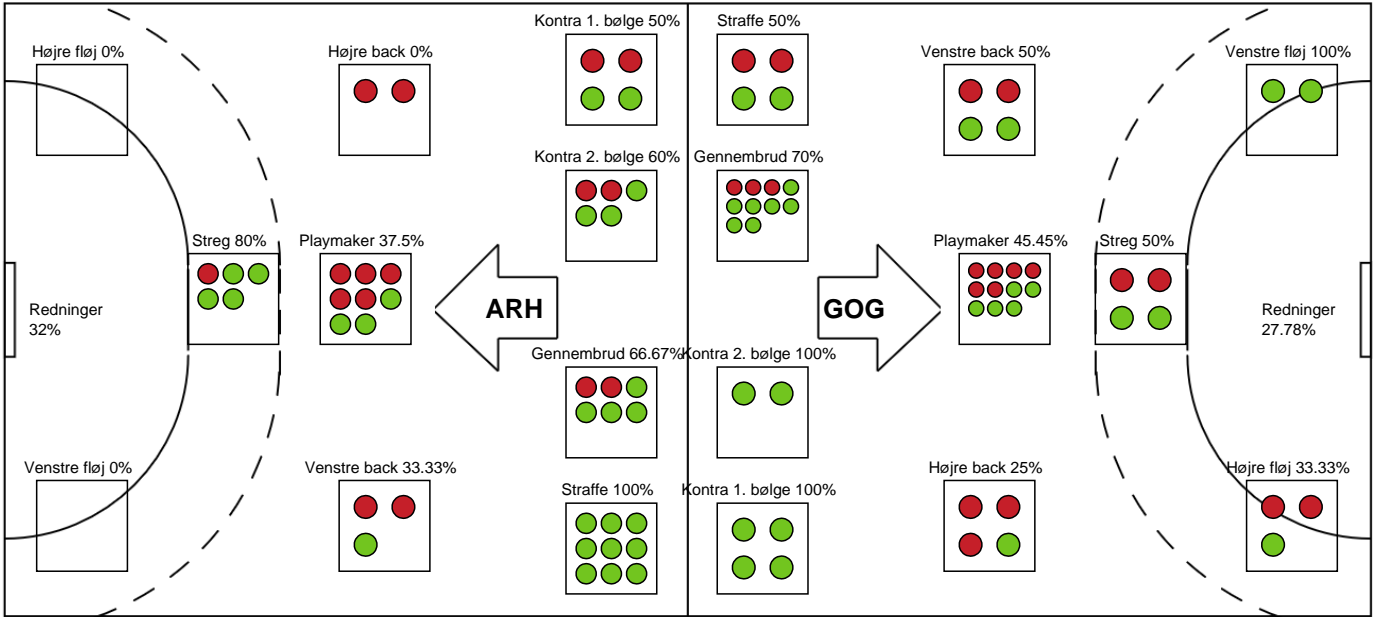 Kontra 1. bølge 50%
Straffe 50%
Højre fløj 0%
Højre back 0%
Venstre back 50%
Venstre fløj 100%
Kontra 2. bølge 60%
Gennembrud 70%
Streg 80%
Playmaker 37.5%
Playmaker 45.45%
Streg 50%
Redninger
32%
ARH
GOG
Redninger
27.78%
Gennembrud 66.67%
Kontra 2. bølge 100%
Venstre fløj 0%
Venstre back 33.33%
Straffe 100%
Kontra 1. bølge 100%
Højre back 25%
Højre fløj 33.33%